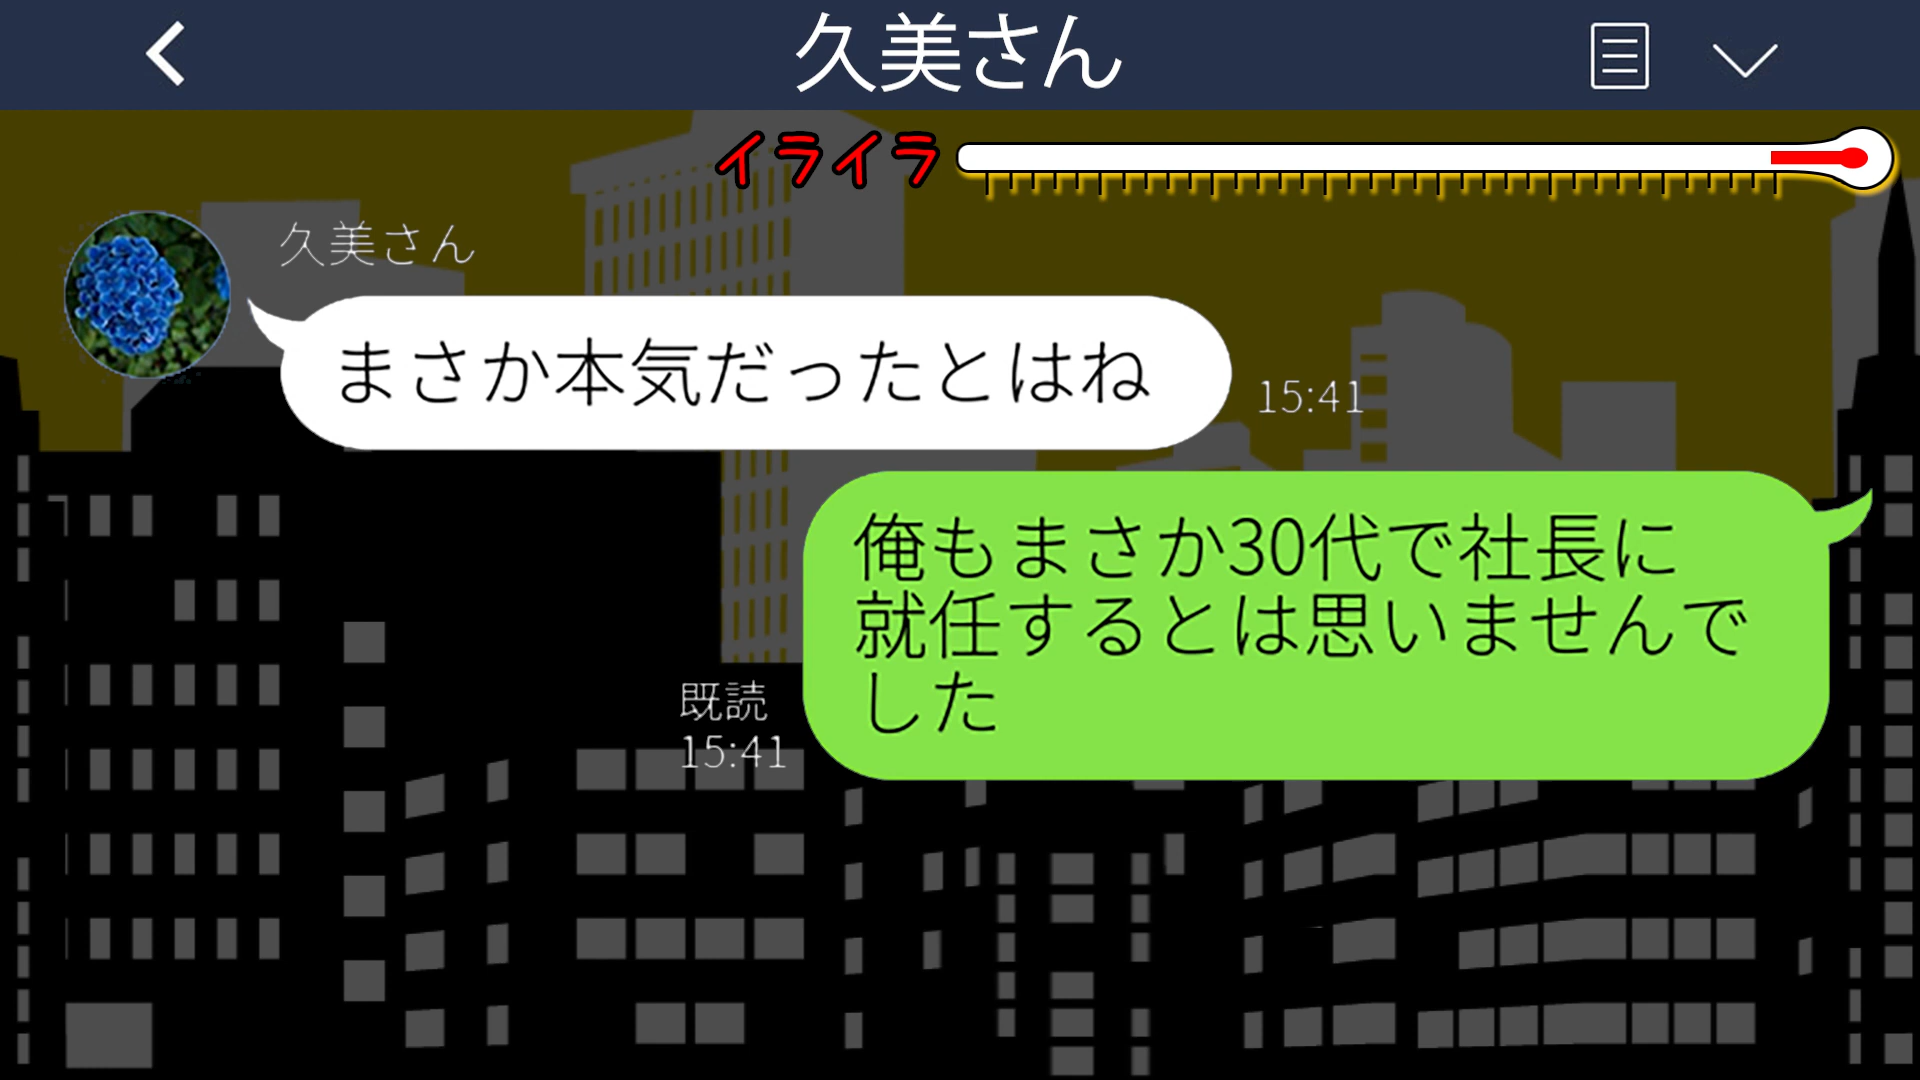 久美さん
イライラ
久美さん
まさか本気だったとはね
15:41
俺もまさか30代で社長に
就任するとは思いませんで
した
既読
15:41